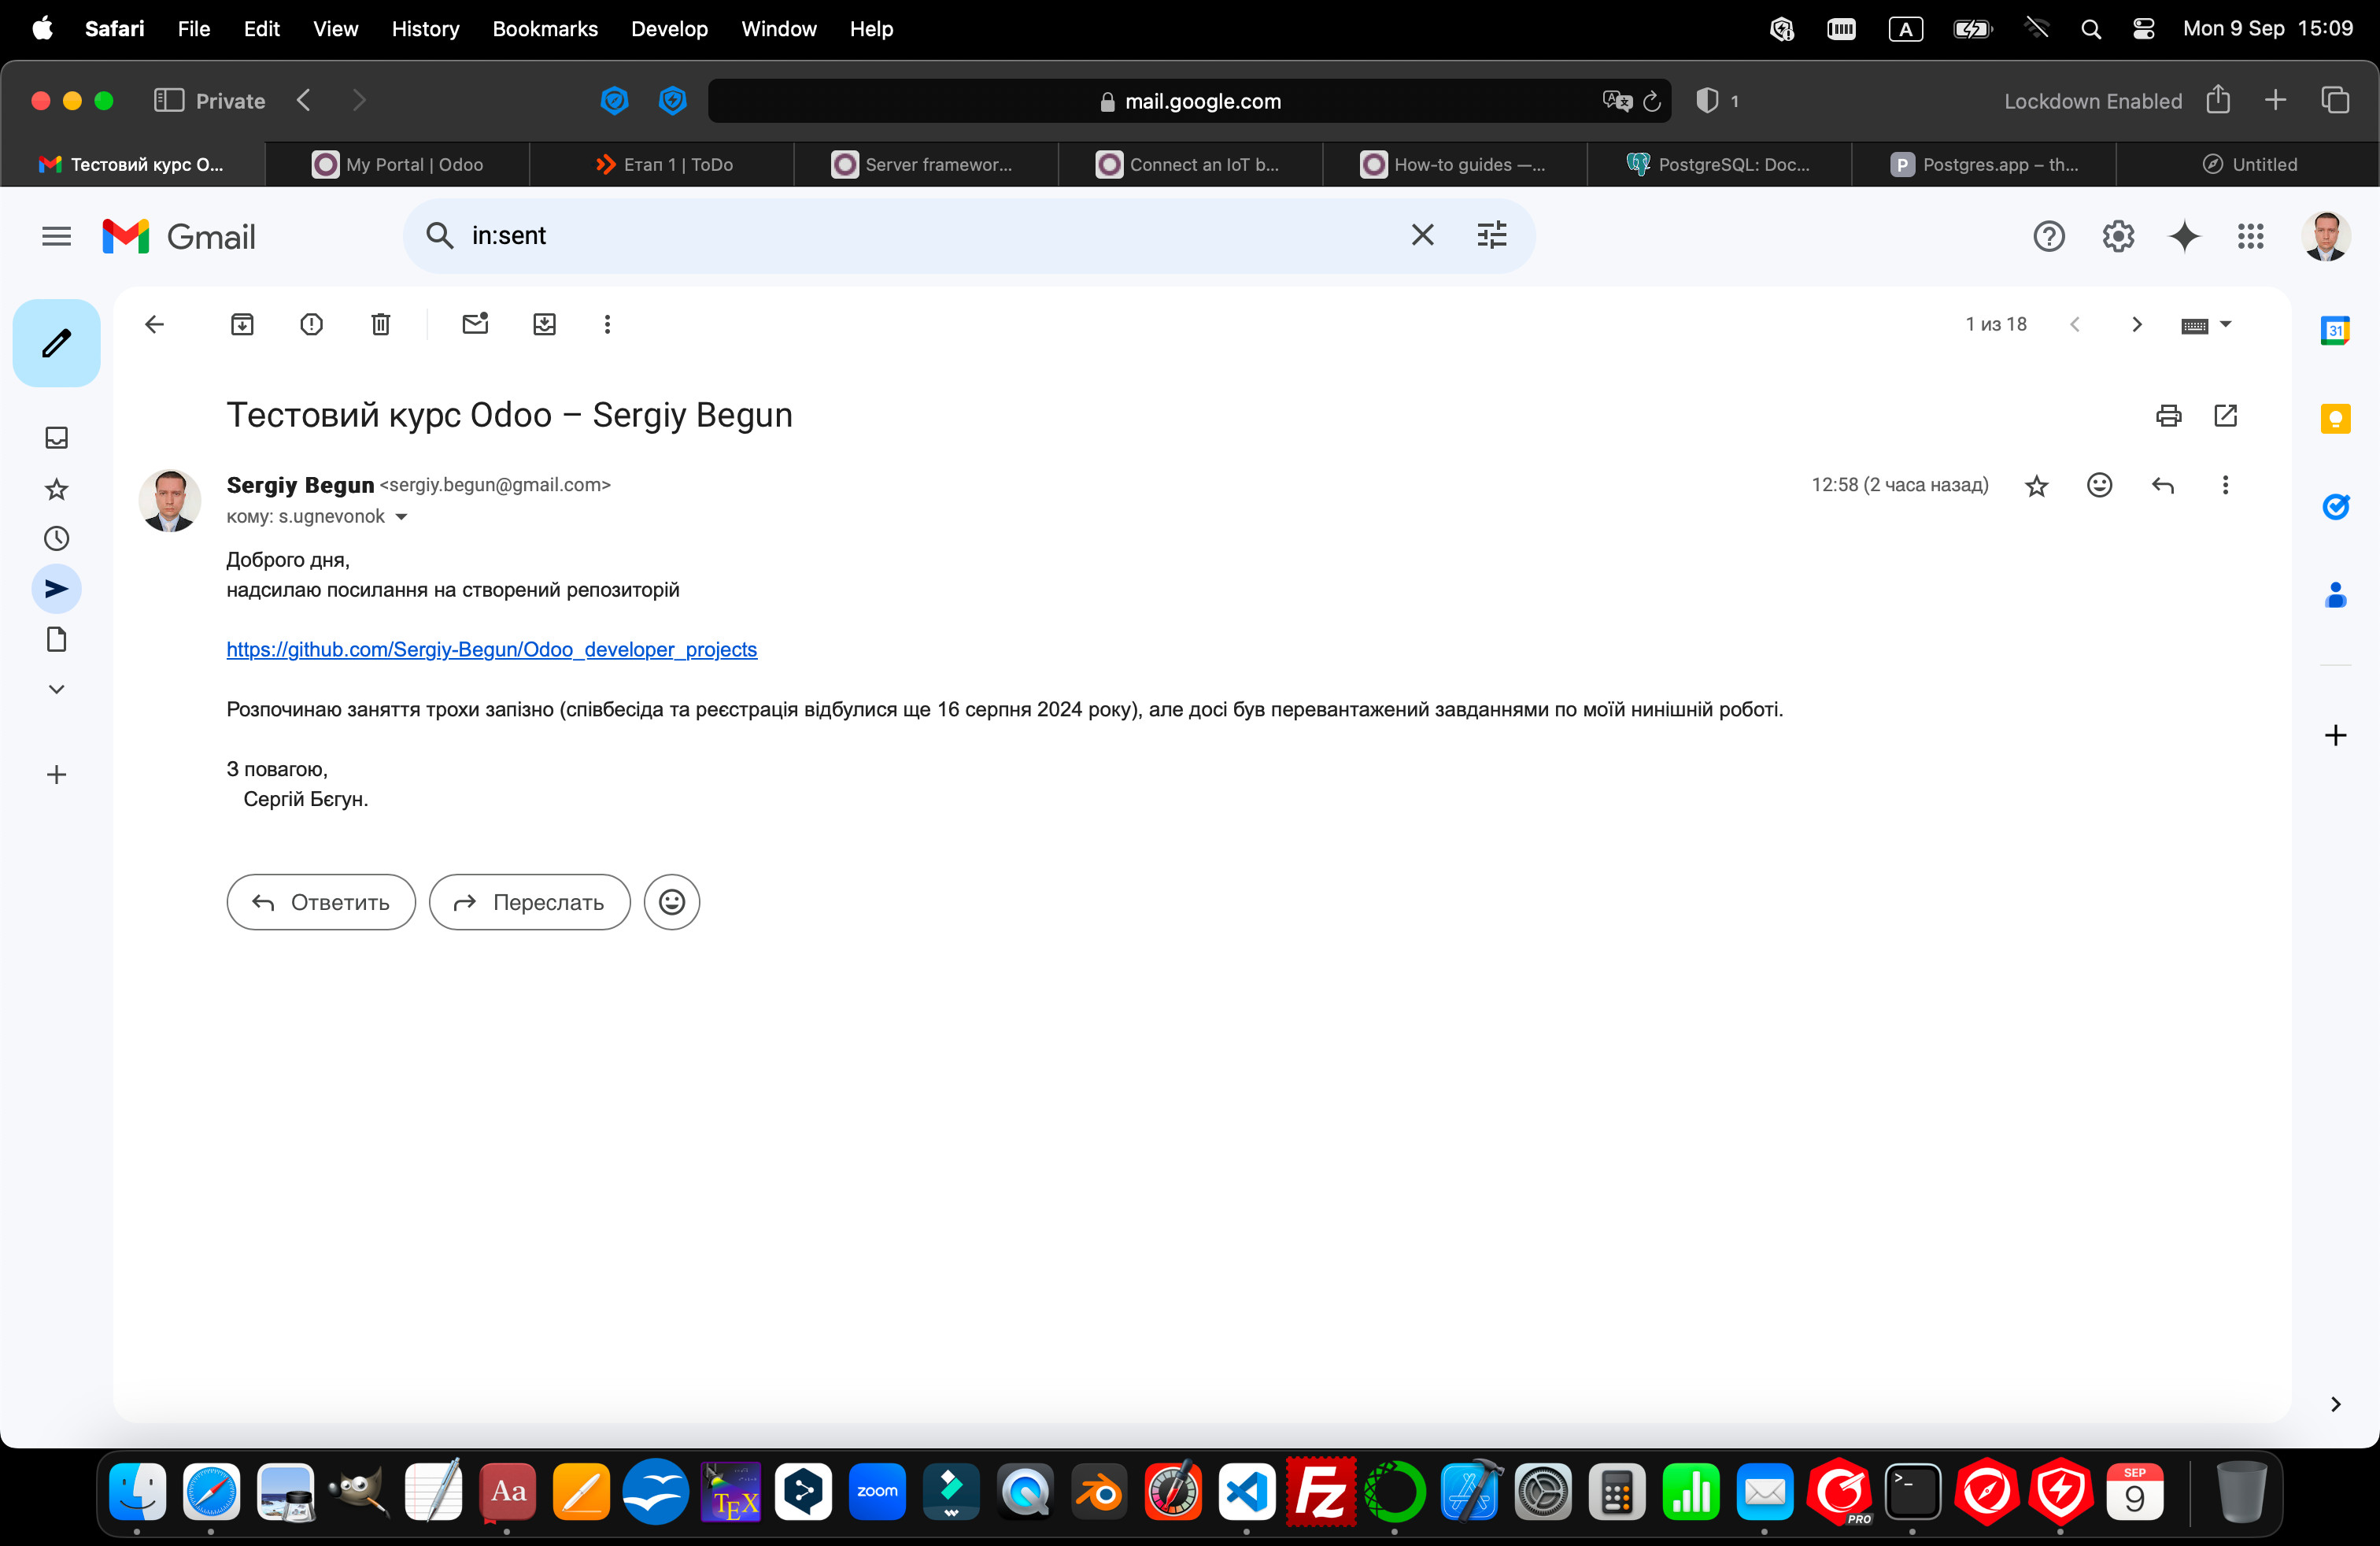 Safari File Edit View History Bookmarks Develop Window Help A Mon 9 Sep 15:09
Private mail.google.com 1 Lockdown Enabled
Тестовий курс О... My Portal | Odoo Етап 1 | ToDo Server framewor... Connect an IoT b... How-to guides —... PostgreSQL: Doc... P Postgres.app – th... Untitled
Gmail in:sent
1 из 18
31
Тестовий курс Odoo – Sergiy Begun
Sergiy Begun <sergiy.begun@gmail.com> 12:58 (2 часа назад)
кому: s.ugnevonok
Доброго дня,
надсилаю посилання на створений репозиторій
https://github.com/Sergiy-Begun/Odoo_developer_projects
Розпочинаю заняття трохи запізно (співбесіда та реєстрація відбулися ще 16 серпня 2024 року), але досі був перевантажений завданнями по моїй нинішній роботі.
З повагою,
Сергій Бєгун.
Ответить Переслать
Aa TEX zoom Fz PRO >_ SEP 9